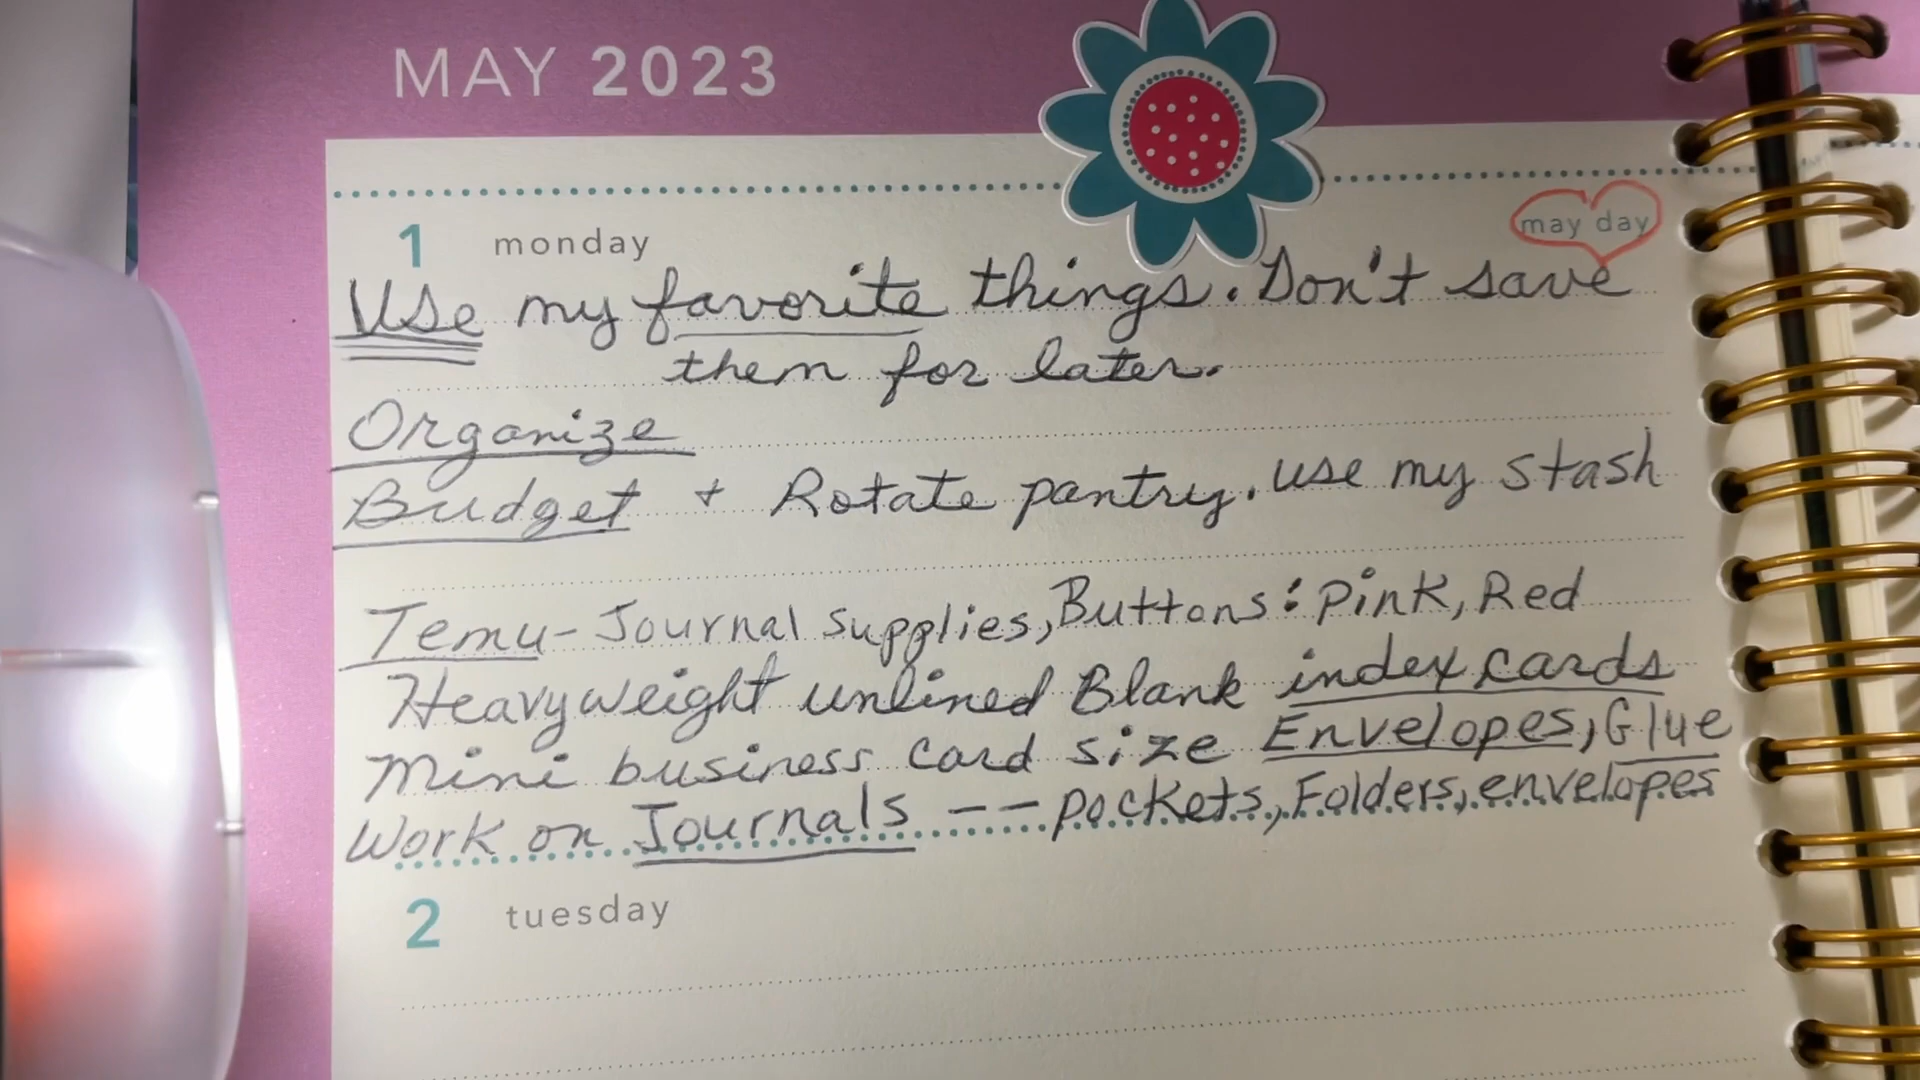 MAY 2023
may day
1 monday
Use my favorite things. Don't save
them for later.
Organize
Budget + Rotate pantry. use my stash
Temu - Journal supplies, Buttons: Pink, Red
Heavyweight unlined Blank index cards
Mini business card size Envelopes, Glue
Work on Journals -- pockets, Folders, envelopes
2 tuesday